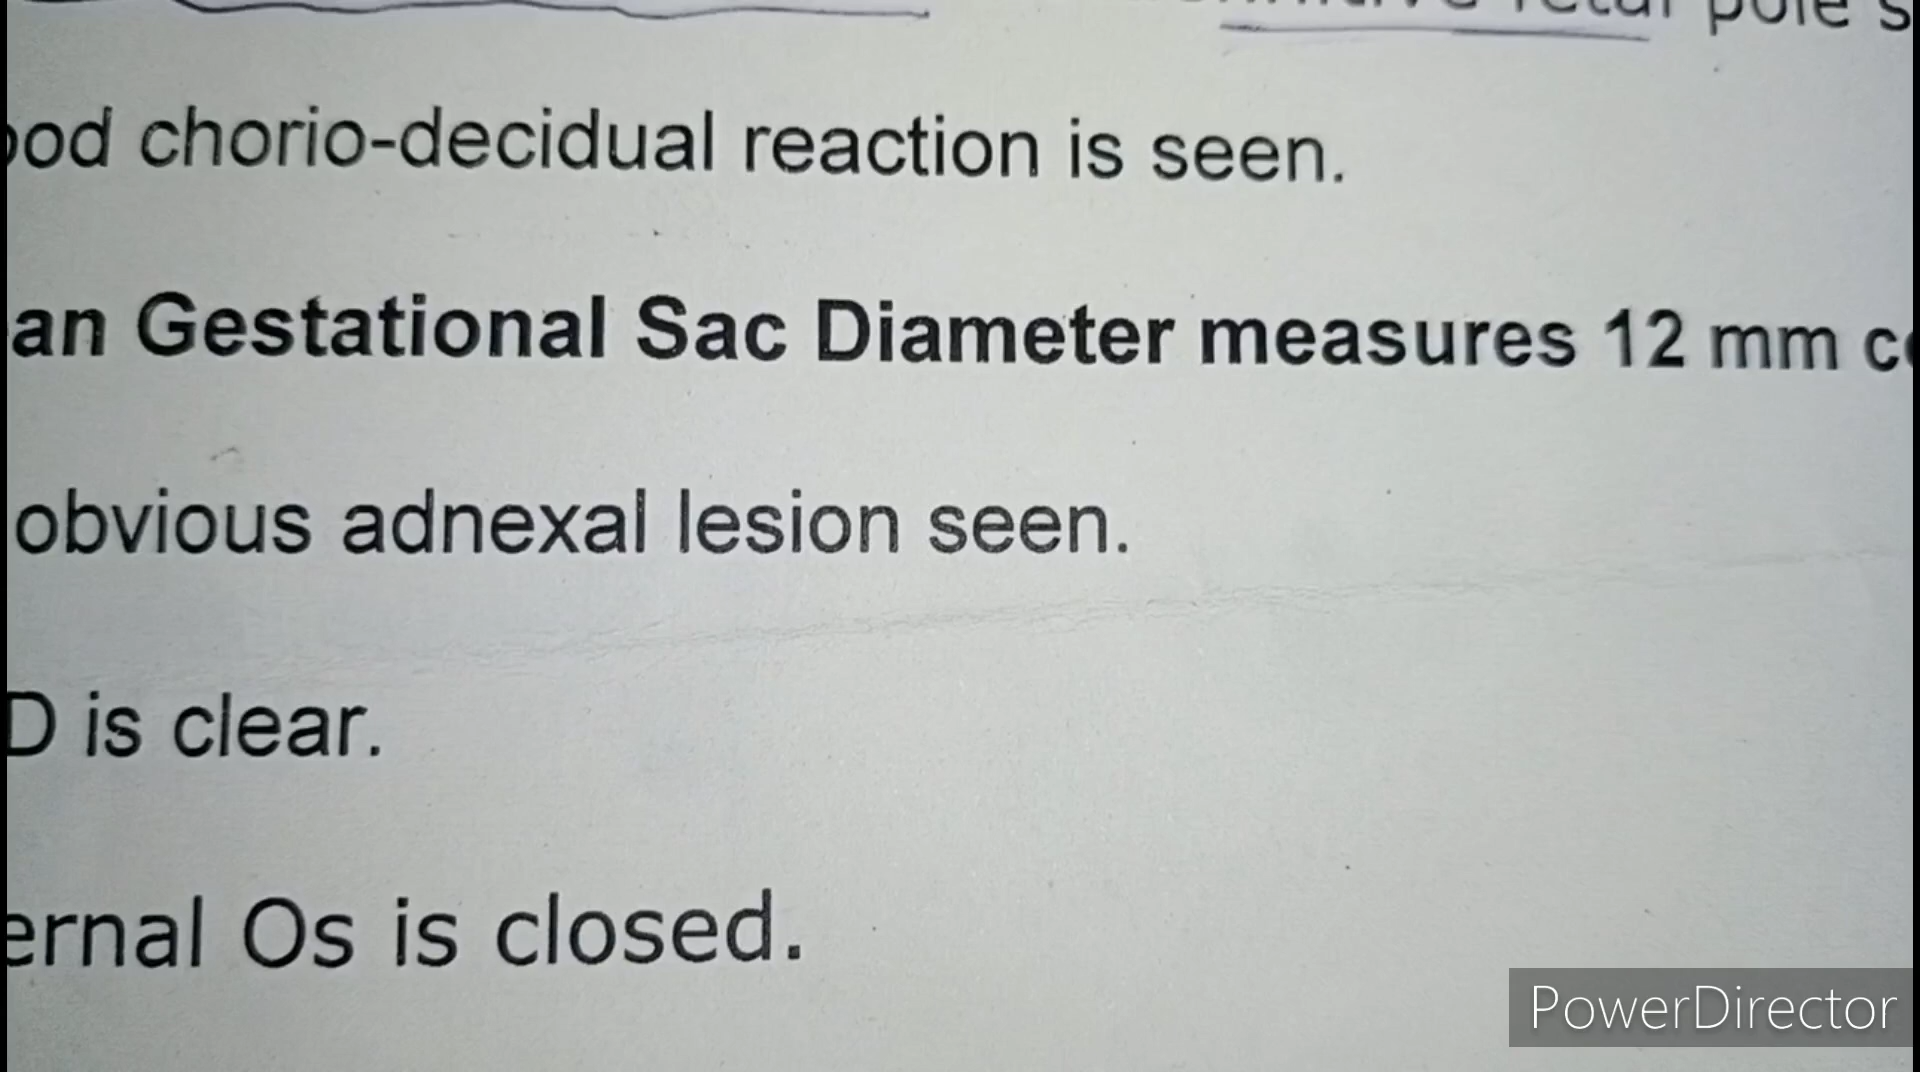 pole
chorio-decidual reaction is seen.
an Gestational Sac Diameter measures 12 mm
obvious adnexal lesion seen.
D is clear.
ernal Os is closed.
PowerDirector